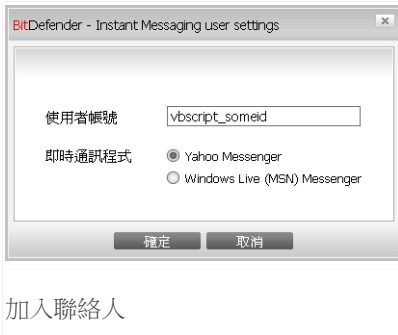 BitDefender - Instant Messaging user settings
使用者帳號
vbscript_someid
即時通訊程式
Yahoo Messenger
Windows Live (MSN) Messenger
確定
取消
加入聯絡人